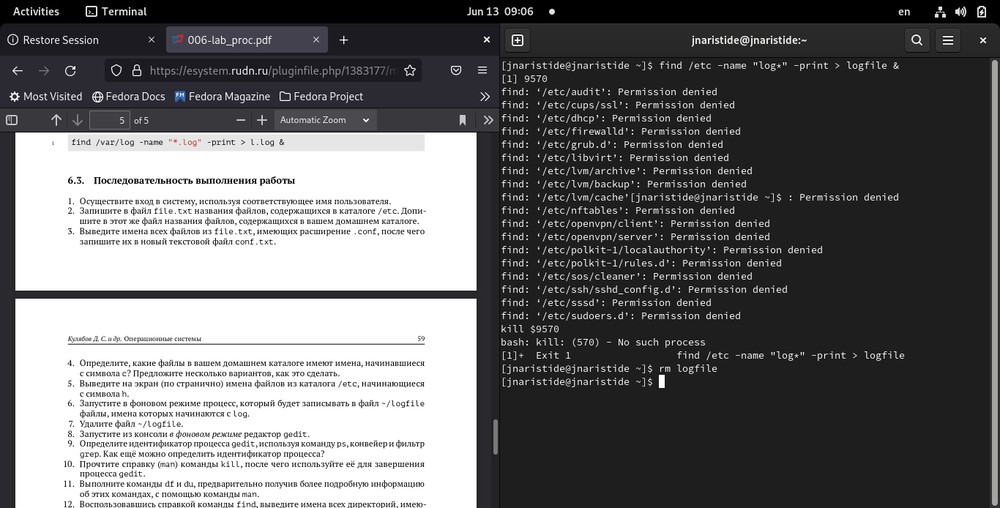 Activities Terminal Jun 13 09:06 en
Restore Session 006-lab_proc.pdf
https://esystem.rudn.ru/pluginfile.php/1383177/m
Most Visited Fedora Docs Fedora Magazine Fedora Project
5 of 5 Automatic Zoom
1 find /var/log -name "*.log" -print > l.log &
6.3. Последовательность выполнения работы
1. Осуществите вход в систему, используя соответствующее имя пользователя.
2. Запишите в файл file.txt названия файлов, содержащихся в каталоге /etc. Допи-
шите в этот же файл названия файлов, содержащихся в вашем домашнем каталоге.
3. Выведите имена всех файлов из file.txt, имеющих расширение .conf, после чего
запишите их в новый текстовой файл conf.txt.
Кулябов Д. С. и др. Операционные системы 59
4. Определите, какие файлы в вашем домашнем каталоге имеют имена, начинавшиеся
с символа c? Предложите несколько вариантов, как это сделать.
5. Выведите на экран (по странично) имена файлов из каталога /etc, начинающиеся
с символа h.
6. Запустите в фоновом режиме процесс, который будет записывать в файл ~/logfile
файлы, имена которых начинаются с log.
7. Удалите файл ~/logfile.
8. Запустите из консоли в фоновом режиме редактор gedit.
9. Определите идентификатор процесса gedit, используя команду ps, конвейер и фильтр
grep. Как ещё можно определить идентификатор процесса?
10. Прочтите справку (man) команды kill, после чего используйте её для завершения
процесса gedit.
11. Выполните команды df и du, предварительно получив более подробную информацию
об этих командах, с помощью команды man.
12. Воспользовавшись справкой команды find, выведите имена всех директорий, имею-
jnaristide@jnaristide:~
[jnaristide@jnaristide ~]$ find /etc -name "log*" -print > logfile &
[1] 9570
find: ‘/etc/audit’: Permission denied
find: ‘/etc/cups/ssl’: Permission denied
find: ‘/etc/dhcp’: Permission denied
find: ‘/etc/firewalld’: Permission denied
find: ‘/etc/grub.d’: Permission denied
find: ‘/etc/libvirt’: Permission denied
find: ‘/etc/lvm/archive’: Permission denied
find: ‘/etc/lvm/backup’: Permission denied
find: ‘/etc/lvm/cache’[jnaristide@jnaristide ~]$ : Permission denied
find: ‘/etc/nftables’: Permission denied
find: ‘/etc/openvpn/client’: Permission denied
find: ‘/etc/openvpn/server’: Permission denied
find: ‘/etc/polkit-1/localauthority’: Permission denied
find: ‘/etc/polkit-1/rules.d’: Permission denied
find: ‘/etc/sos/cleaner’: Permission denied
find: ‘/etc/ssh/sshd_config.d’: Permission denied
find: ‘/etc/sssd’: Permission denied
find: ‘/etc/sudoers.d’: Permission denied
kill $9570
bash: kill: (570) - No such process
[1]+  Exit 1                  find /etc -name "log*" -print > logfile
[jnaristide@jnaristide ~]$ rm logfile
[jnaristide@jnaristide ~]$